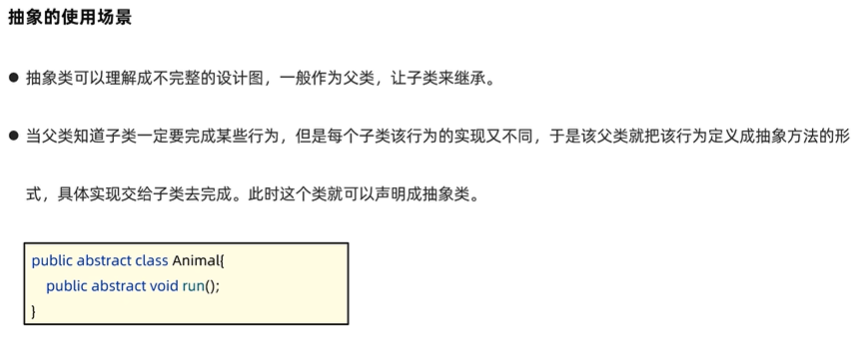 抽象的使用场景
● 抽象类可以理解成不完整的设计图，一般作为父类，让子类来继承。
● 当父类知道子类一定要完成某些行为，但是每个子类该行为的实现又不同，于是该父类就把该行为定义成抽象方法的形
式，具体实现交给子类去完成。此时这个类就可以声明成抽象类。
public abstract class Animal{
    public abstract void run();
}